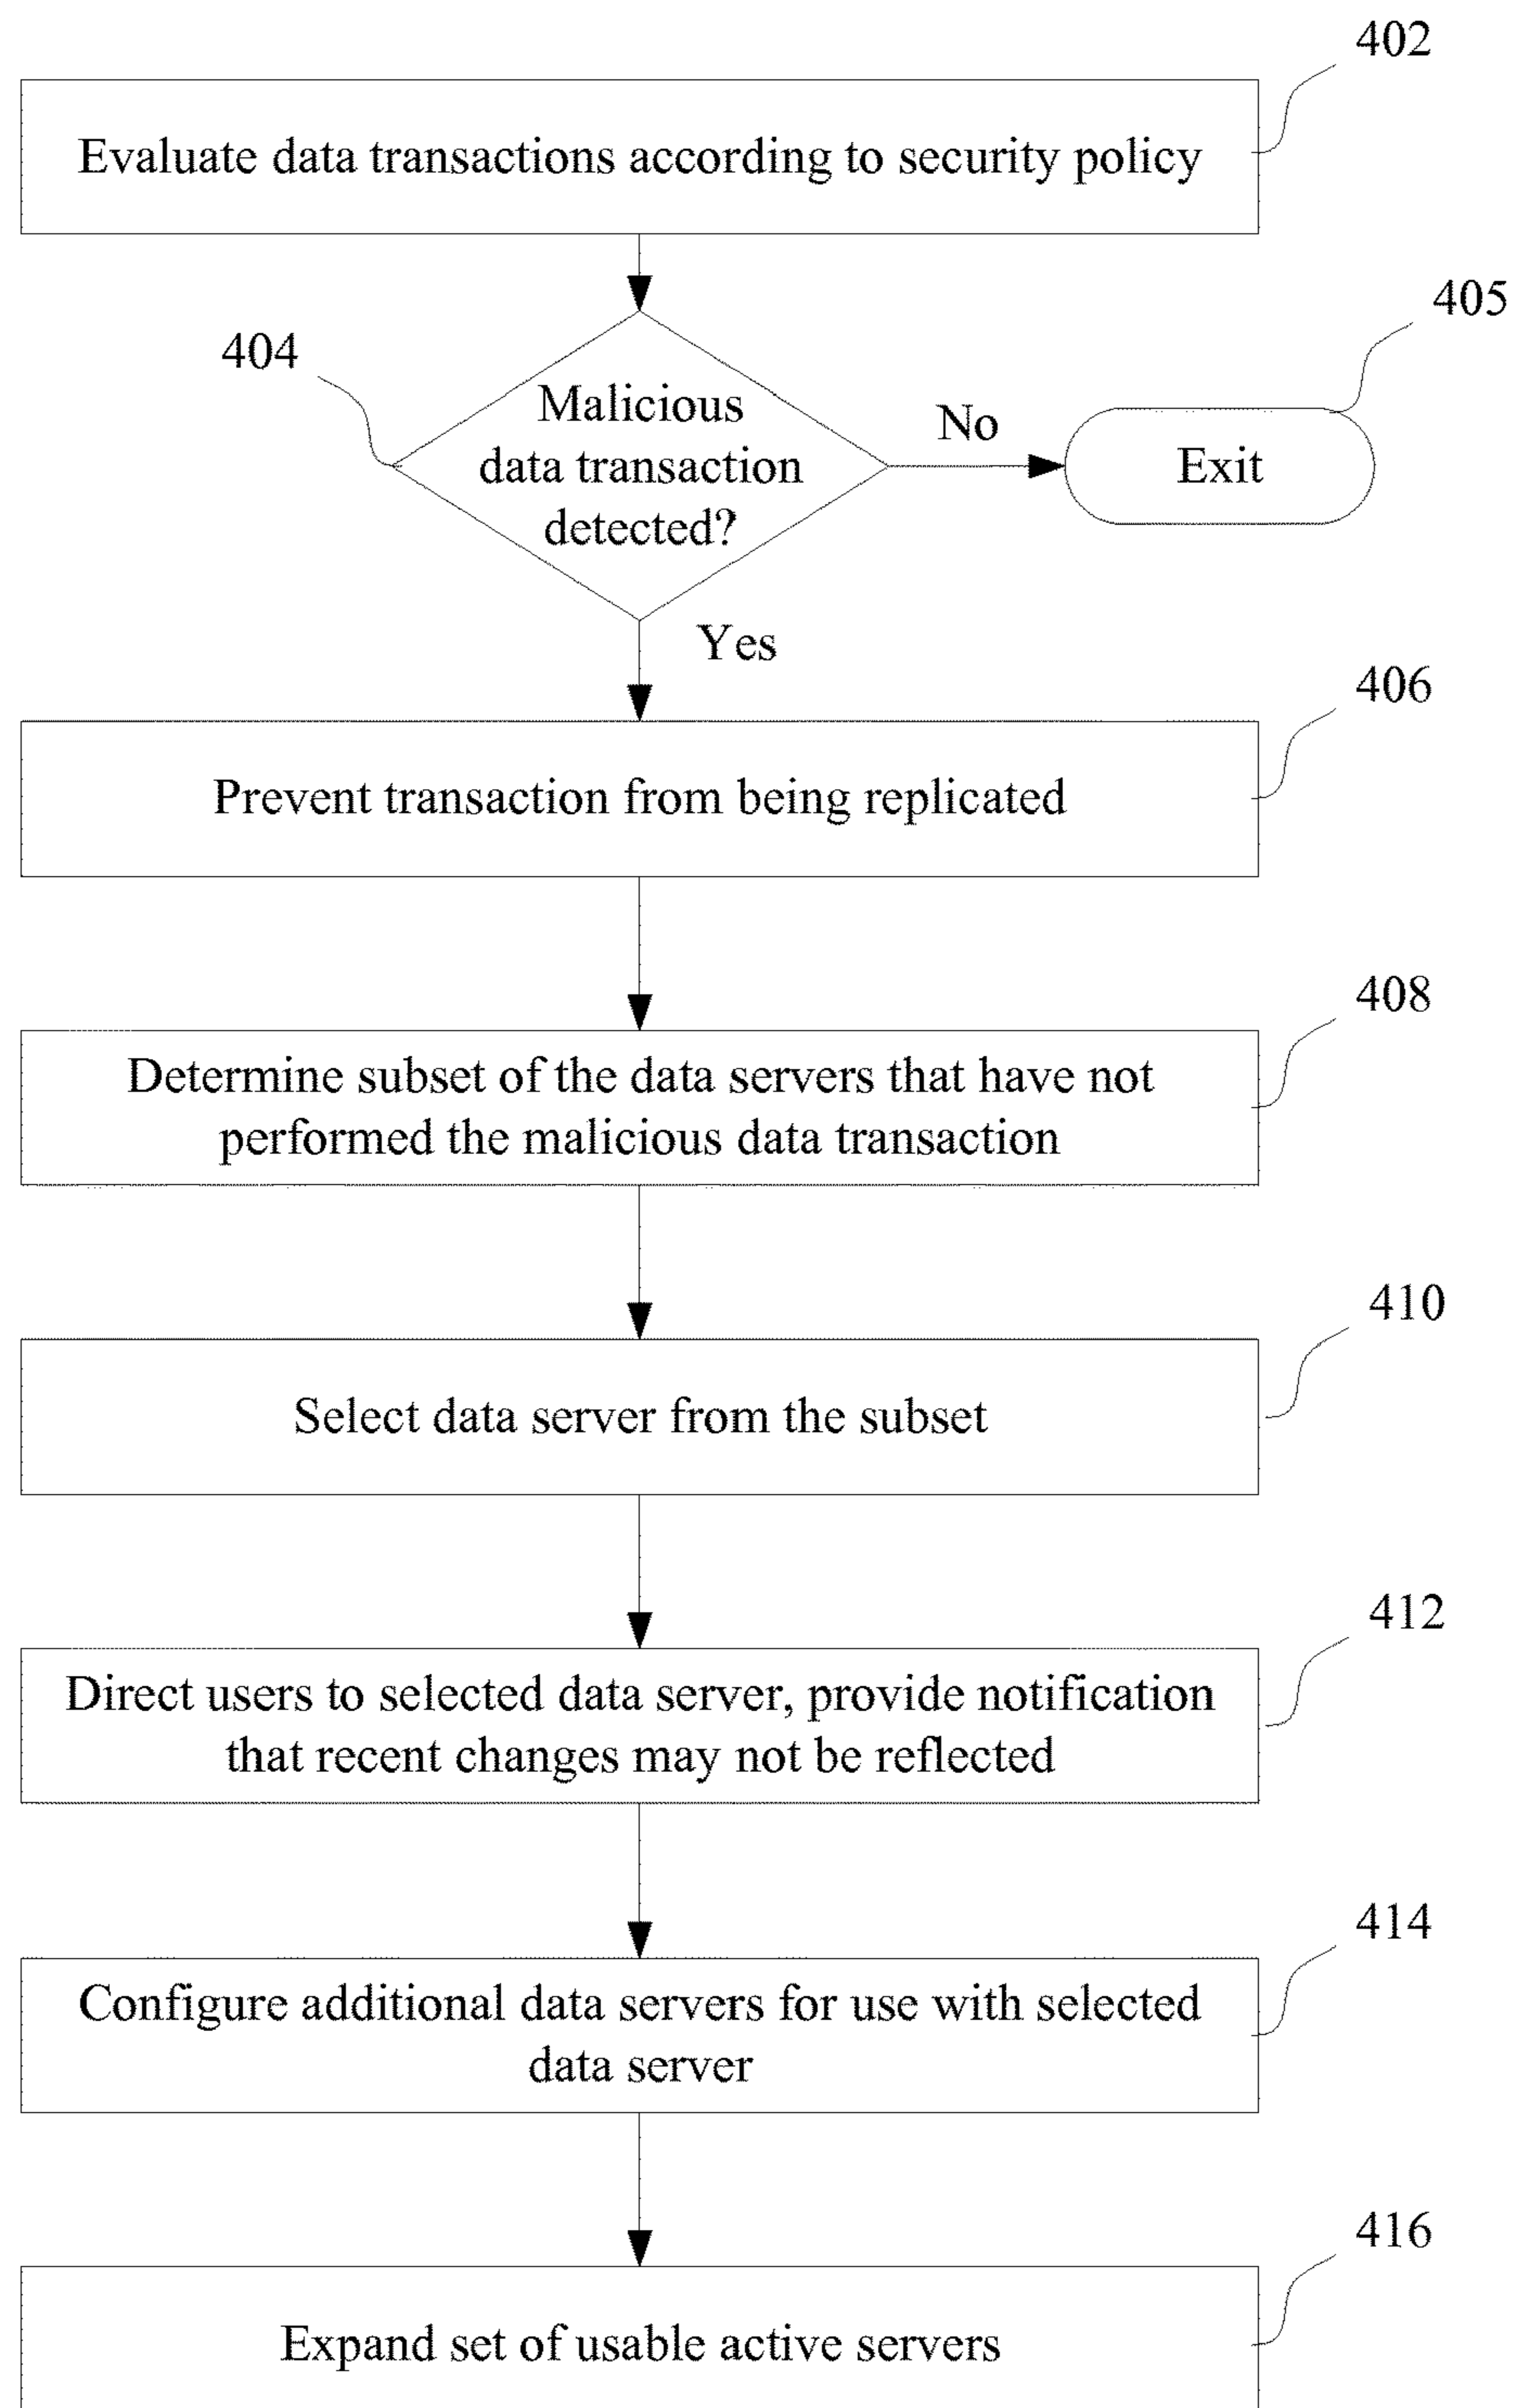 402
Evaluate data transactions according to security policy
405
404
Malicious
data transaction
detected?
No
Exit
Yes
406
Prevent transaction from being replicated
408
Determine subset of the data servers that have not
performed the malicious data transaction
410
Select data server from the subset
412
Direct users to selected data server, provide notification
that recent changes may not be reflected
414
Configure additional data servers for use with selected
data server
416
Expand set of usable active servers